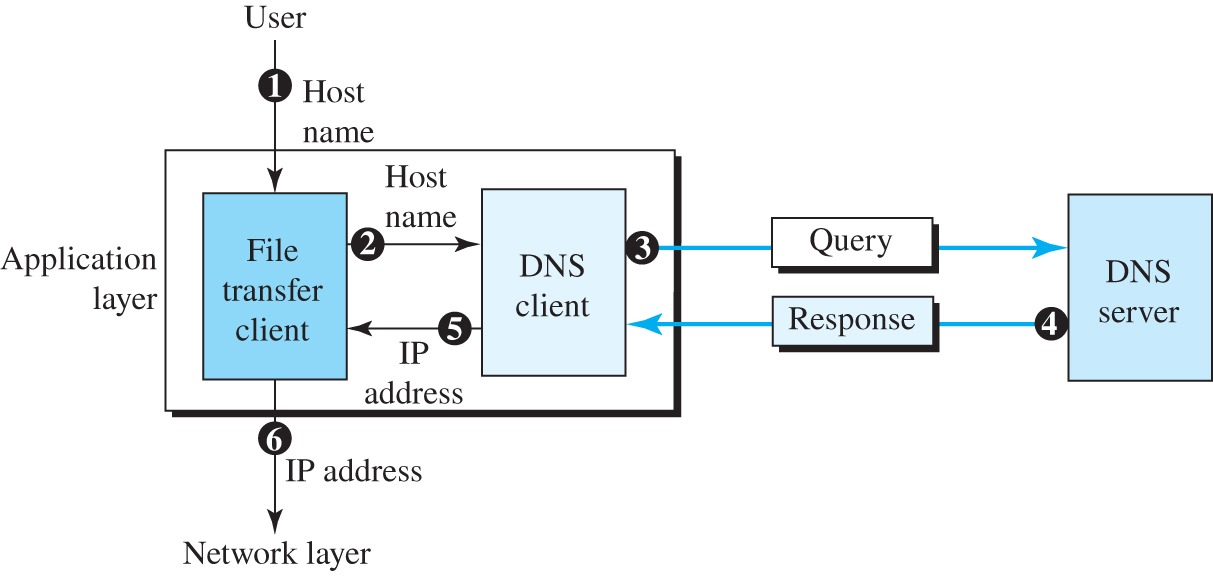 User
1
Host
name
Application
layer
File
transfer
client
2
Host
name
DNS
client
3
Query
DNS
server
4
Response
5
IP
address
6
IP address
Network layer